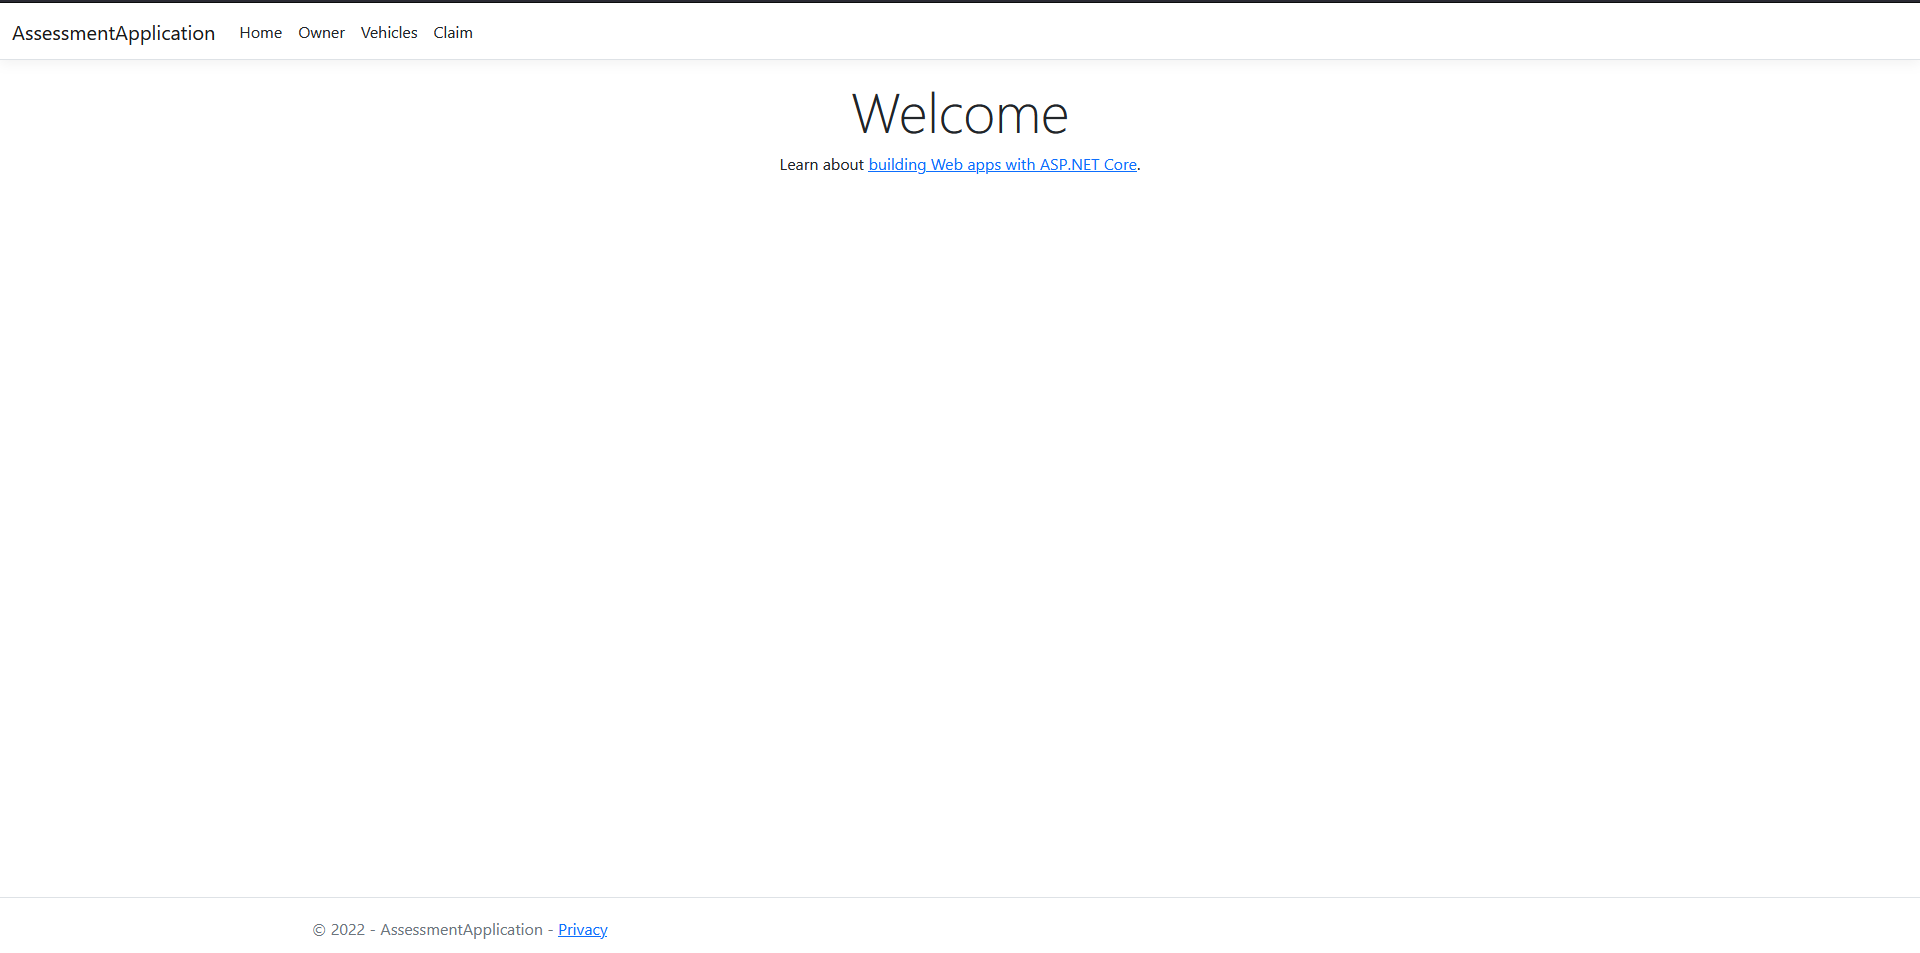 AssessmentApplication Home Owner Vehicles Claim
Welcome
Learn about building Web apps with ASP.NET Core.
© 2022 - AssessmentApplication - Privacy